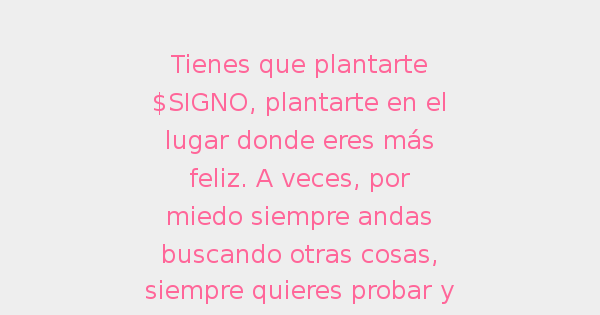 Tienes que plantarte
$SIGNO, plantarte en el
lugar donde eres más
feliz. A veces, por
miedo siempre andas
buscando otras cosas,
siempre quieres probar y